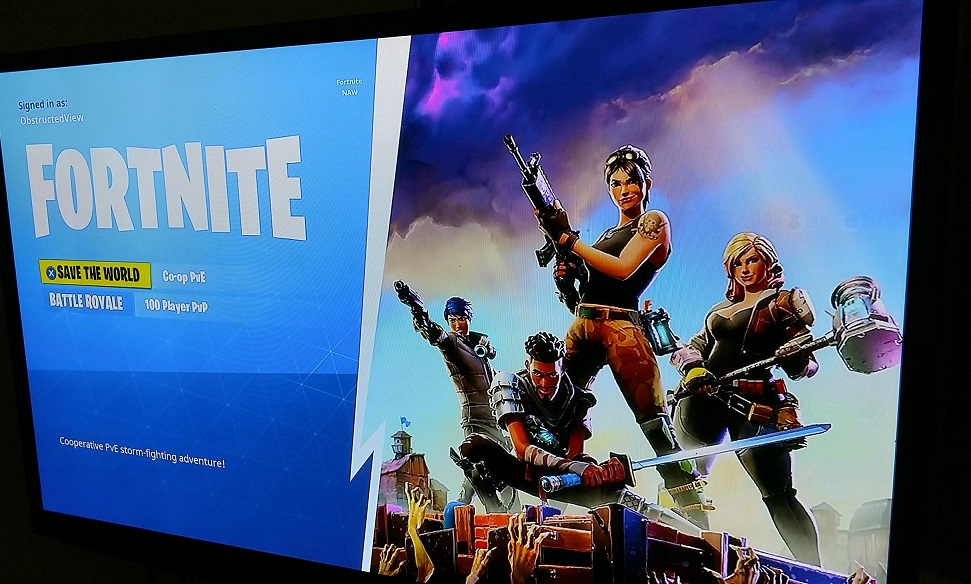 Signed in as:
ObstructedView
Fortnite
NAW
FORTNITE
SAVE THE WORLD Co-op PvE
BATTLE ROYALE 100 Player PvP
Cooperative PvE storm-fighting adventure!